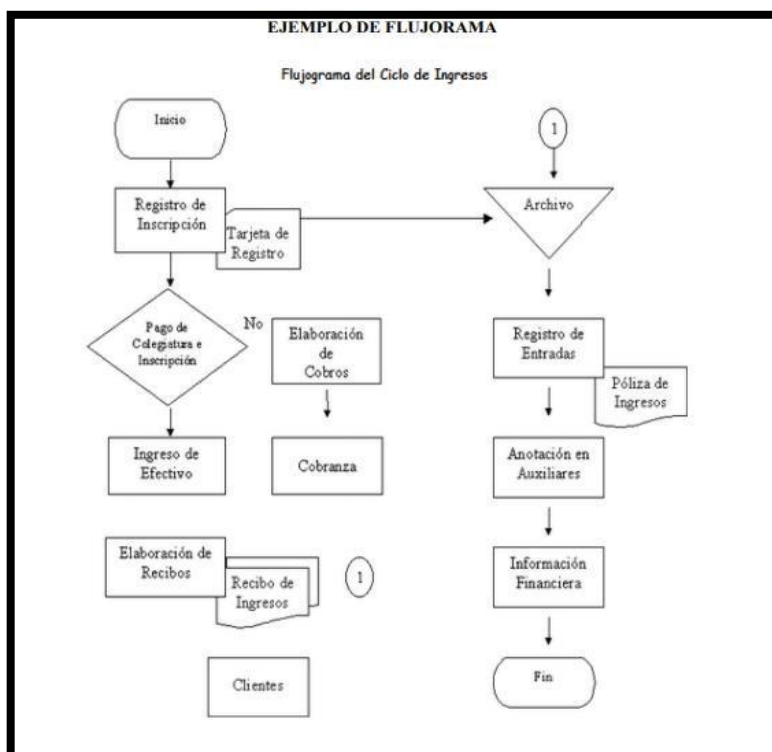 EJEMPLO DE FLUJORAMA
Flujograma del Ciclo de Ingresos
Inicio
Registro de
Inscripción
Tarjeta de
Registro
Pago de
Colegiatura e
Inscripción
No
Elaboración
de
Cobros
Ingreso de
Efectivo
Cobranza
Elaboración de
Recibos
Recibo de
Ingresos
1
Clientes
1
Archivo
Registro de
Entradas
Póliza de
Ingresos
Anotación en
Auxiliares
Información
Financiera
Fin